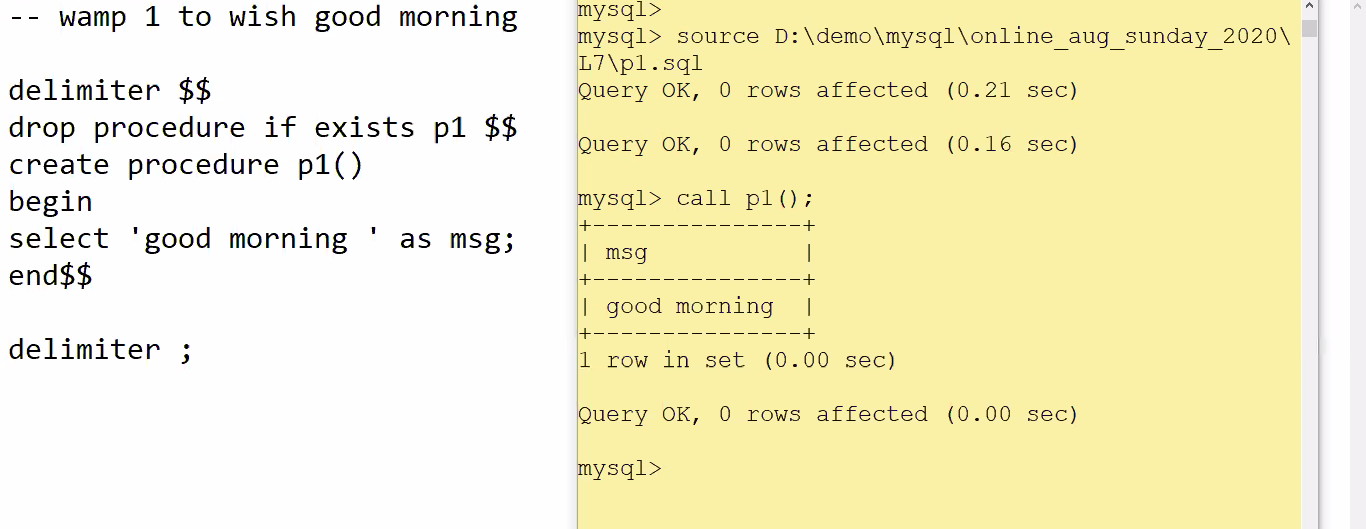 -- wamp 1 to wish good morning
delimiter $$
drop procedure if exists p1 $$
create procedure p1()
begin
select 'good morning ' as msg;
end$$
delimiter ;
mysql>
mysql> source D:\demo\mysql\online_aug_sunday_2020\
L7\p1.sql
Query OK, 0 rows affected (0.21 sec)
Query OK, 0 rows affected (0.16 sec)
mysql> call p1();
+---------------+
| msg           |
+---------------+
| good morning  |
+---------------+
1 row in set (0.00 sec)
Query OK, 0 rows affected (0.00 sec)
mysql>